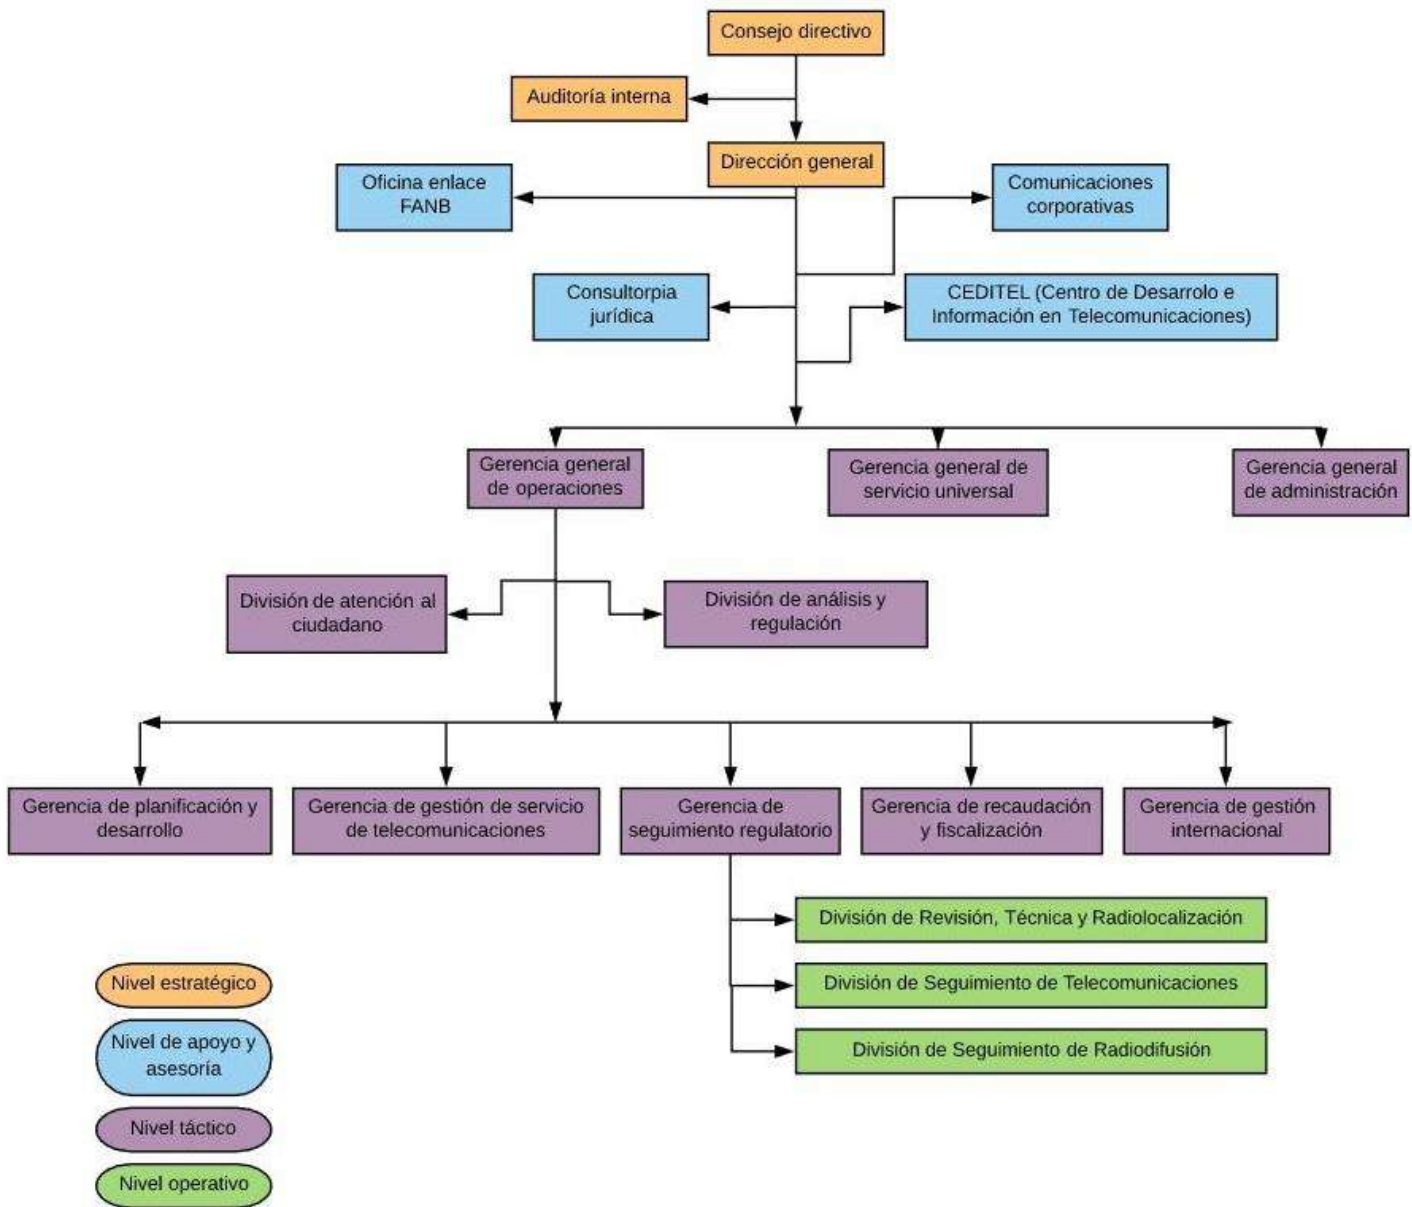 Consejo directivo
Auditoría interna
Dirección general
Oficina enlace
FANB
Comunicaciones
corporativas
Consultorpia
jurídica
CEDITEL (Centro de Desarrolo e
Información en Telecomunicaciones)
Gerencia general
de operaciones
Gerencia general de
servicio universal
Gerencia general
de administración
División de atención al
ciudadano
División de análisis y
regulación
Gerencia de planificación y
desarrollo
Gerencia de gestión de servicio
de telecomunicaciones
Gerencia de
seguimiento regulatorio
Gerencia de recaudación
y fiscalización
Gerencia de gestión
internacional
División de Revisión, Técnica y Radiolocalización
División de Seguimiento de Telecomunicaciones
División de Seguimiento de Radiodifusión
Nivel estratégico
Nivel de apoyo y
asesoría
Nivel táctico
Nivel operativo